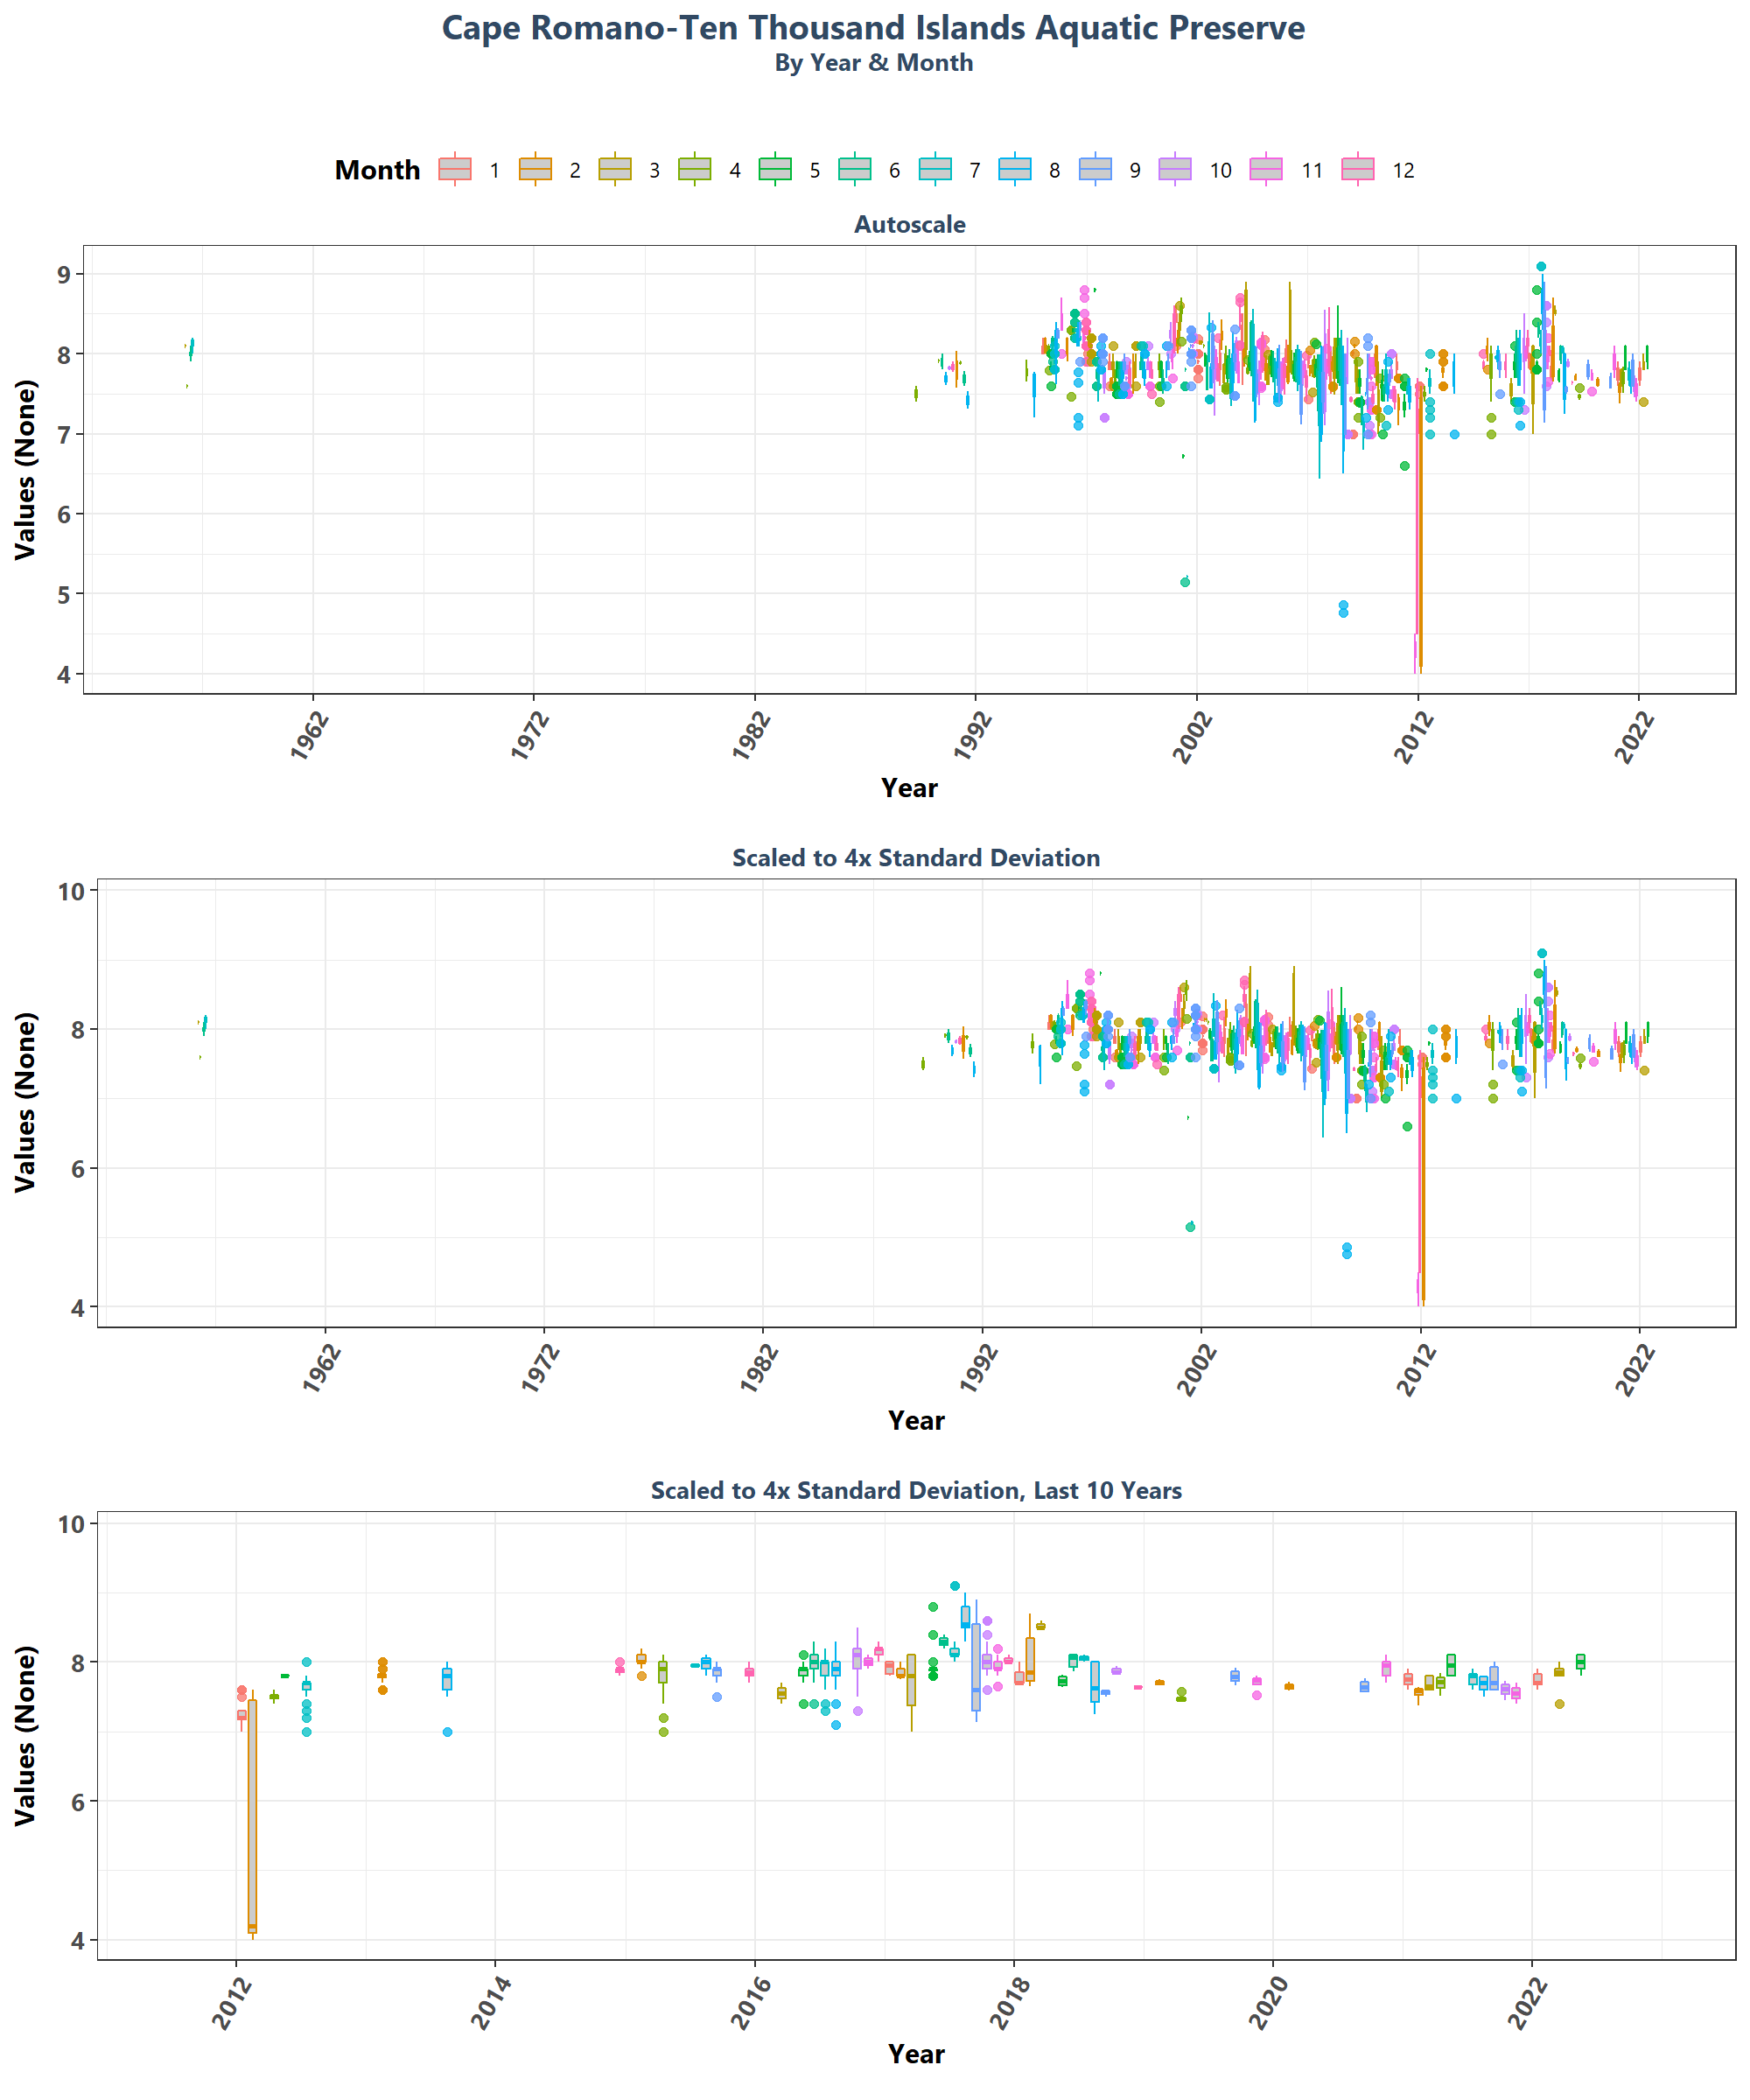 Cape Romano-Ten Thousand Islands Aquatic Preserve
By Year & Month
Month 1 2 3 4 5 6 7 8 9 10 11 12
Autoscale
Values (None)
9
8
7
6
5
4
1962 1972 1982 1992 2002 2012 2022
Year
Scaled to 4x Standard Deviation
Values (None)
10
8
6
4
1962 1972 1982 1992 2002 2012 2022
Year
Scaled to 4x Standard Deviation, Last 10 Years
Values (None)
10
8
6
4
2012 2014 2016 2018 2020 2022
Year